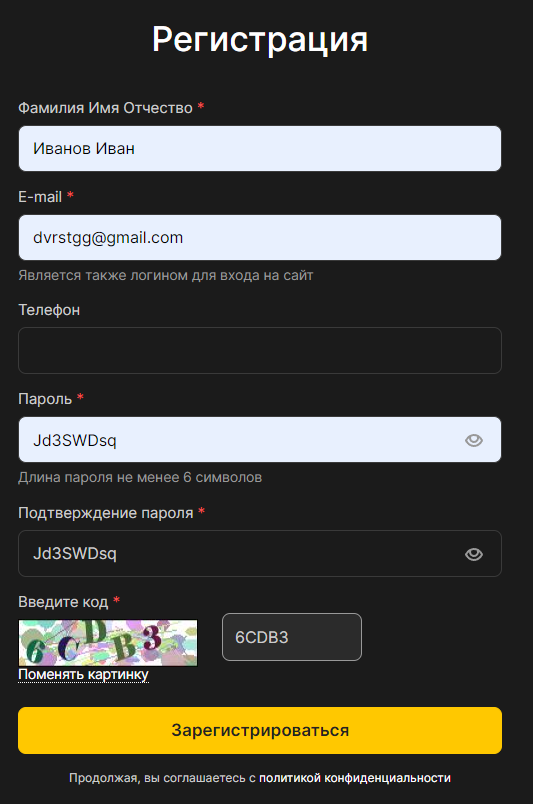 Регистрация
Фамилия Имя Отчество *
Иванов Иван
E-mail *
dvrstgg@gmail.com
Является также логином для входа на сайт
Телефон
Пароль *
Jd3SWDsq
Длина пароля не менее 6 символов
Подтверждение пароля *
Jd3SWDsq
Введите код *
6CDB3 6CDB3
Поменять картинку
Зарегистрироваться
Продолжая, вы соглашаетесь с политикой конфиденциальности